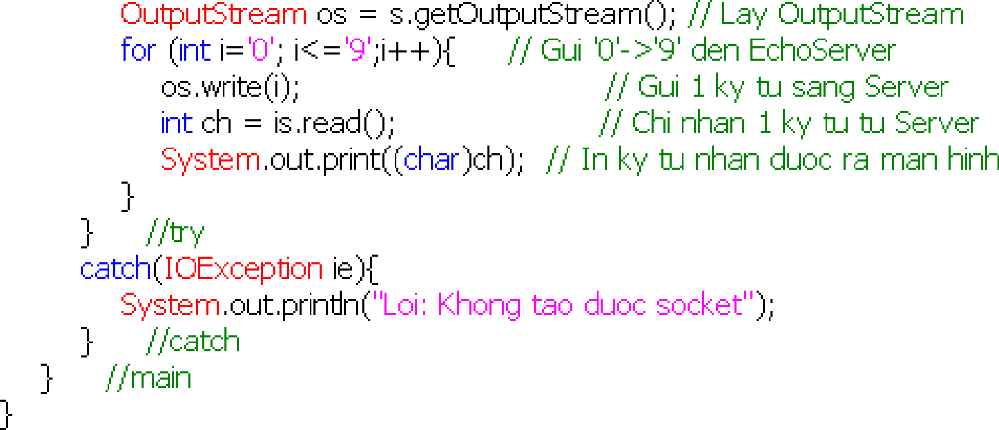 OutputStream os = s.getOutputStream(); // Lay OutputStream
for (int i='0'; i<='9';i++){ // Gui '0'->'9' den EchoServer
os.write(i); // Gui 1 ky tu sang Server
int ch = is.read(); // Chi nhan 1 ky tu tu Server
System.out.print((char)ch); // In ky tu nhan duoc ra man hinh
}
} //try
catch(IOException ie){
System.out.println("Loi: Khong tao duoc socket");
} //catch
} //main
}